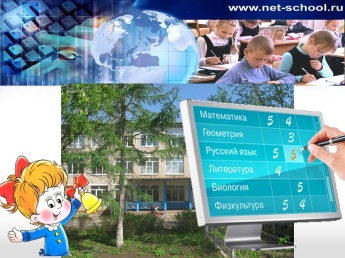 www.net-school.ru
Математика 5 4
Геометрия 3
Русский язык 5 5
Литература 4
Биология 5
Физкультура 5 4